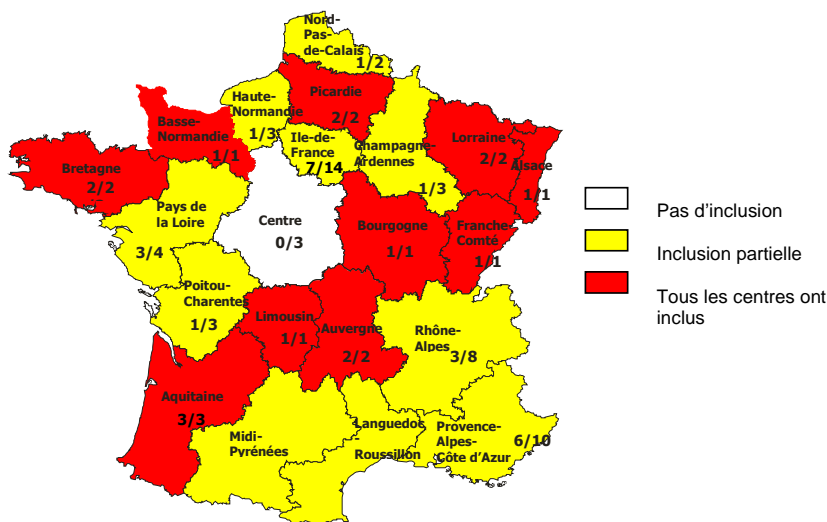 Nord-
Pas-
de-Calais
1/2
Haute-
Normandie
1/3
Picardie
2/2
Basse-
Normandie
1/1
Ile-de-
France
7/14
Champagne-
Ardennes
1/3
Lorraine
2/2
Alsace
1/1
Bretagne
2/2
Pays de
la Loire
3/4
Centre
0/3
Bourgogne
1/1
Franche-
Comté
1/1
Poitou-
Charentes
1/3
Limousin
1/1
Auvergne
2/2
Rhône-
Alpes
3/8
Aquitaine
3/3
Midi-
Pyrénées
Languedoc
Roussillon
Provence-
Alpes-
Côte d'Azur
6/10
Pas d'inclusion
Inclusion partielle
Tous les centres ont
inclus